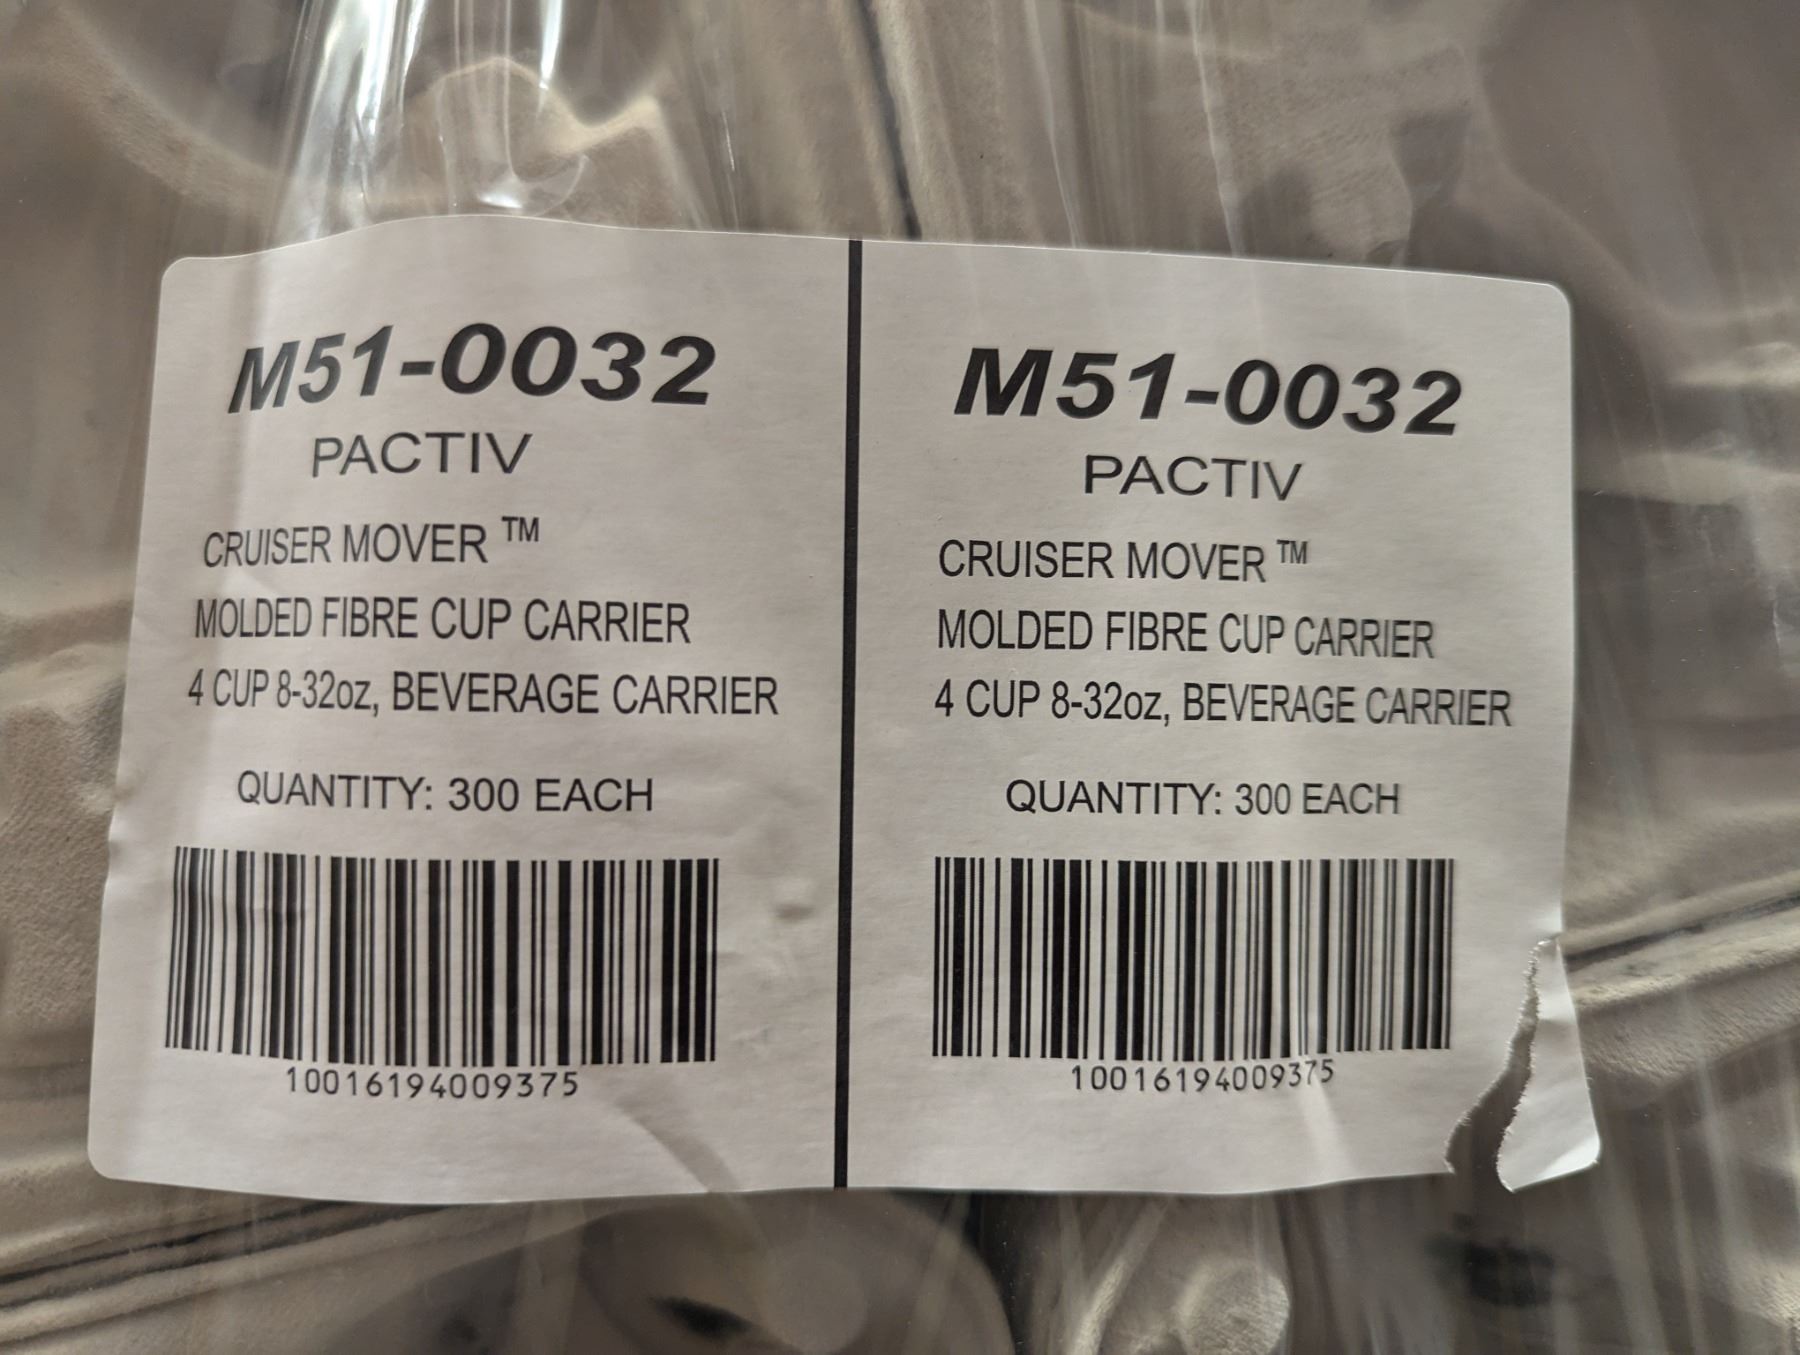 M51-0032
PACTIV
CRUISER MOVER ™
MOLDED FIBRE CUP CARRIER
4 CUP 8-32oz, BEVERAGE CARRIER
QUANTITY: 300 EACH
10016194009375
M51-0032
PACTIV
CRUISER MOVER ™
MOLDED FIBRE CUP CARRIER
4 CUP 8-32oz, BEVERAGE CARRIER
QUANTITY: 300 EACH
10016194009375